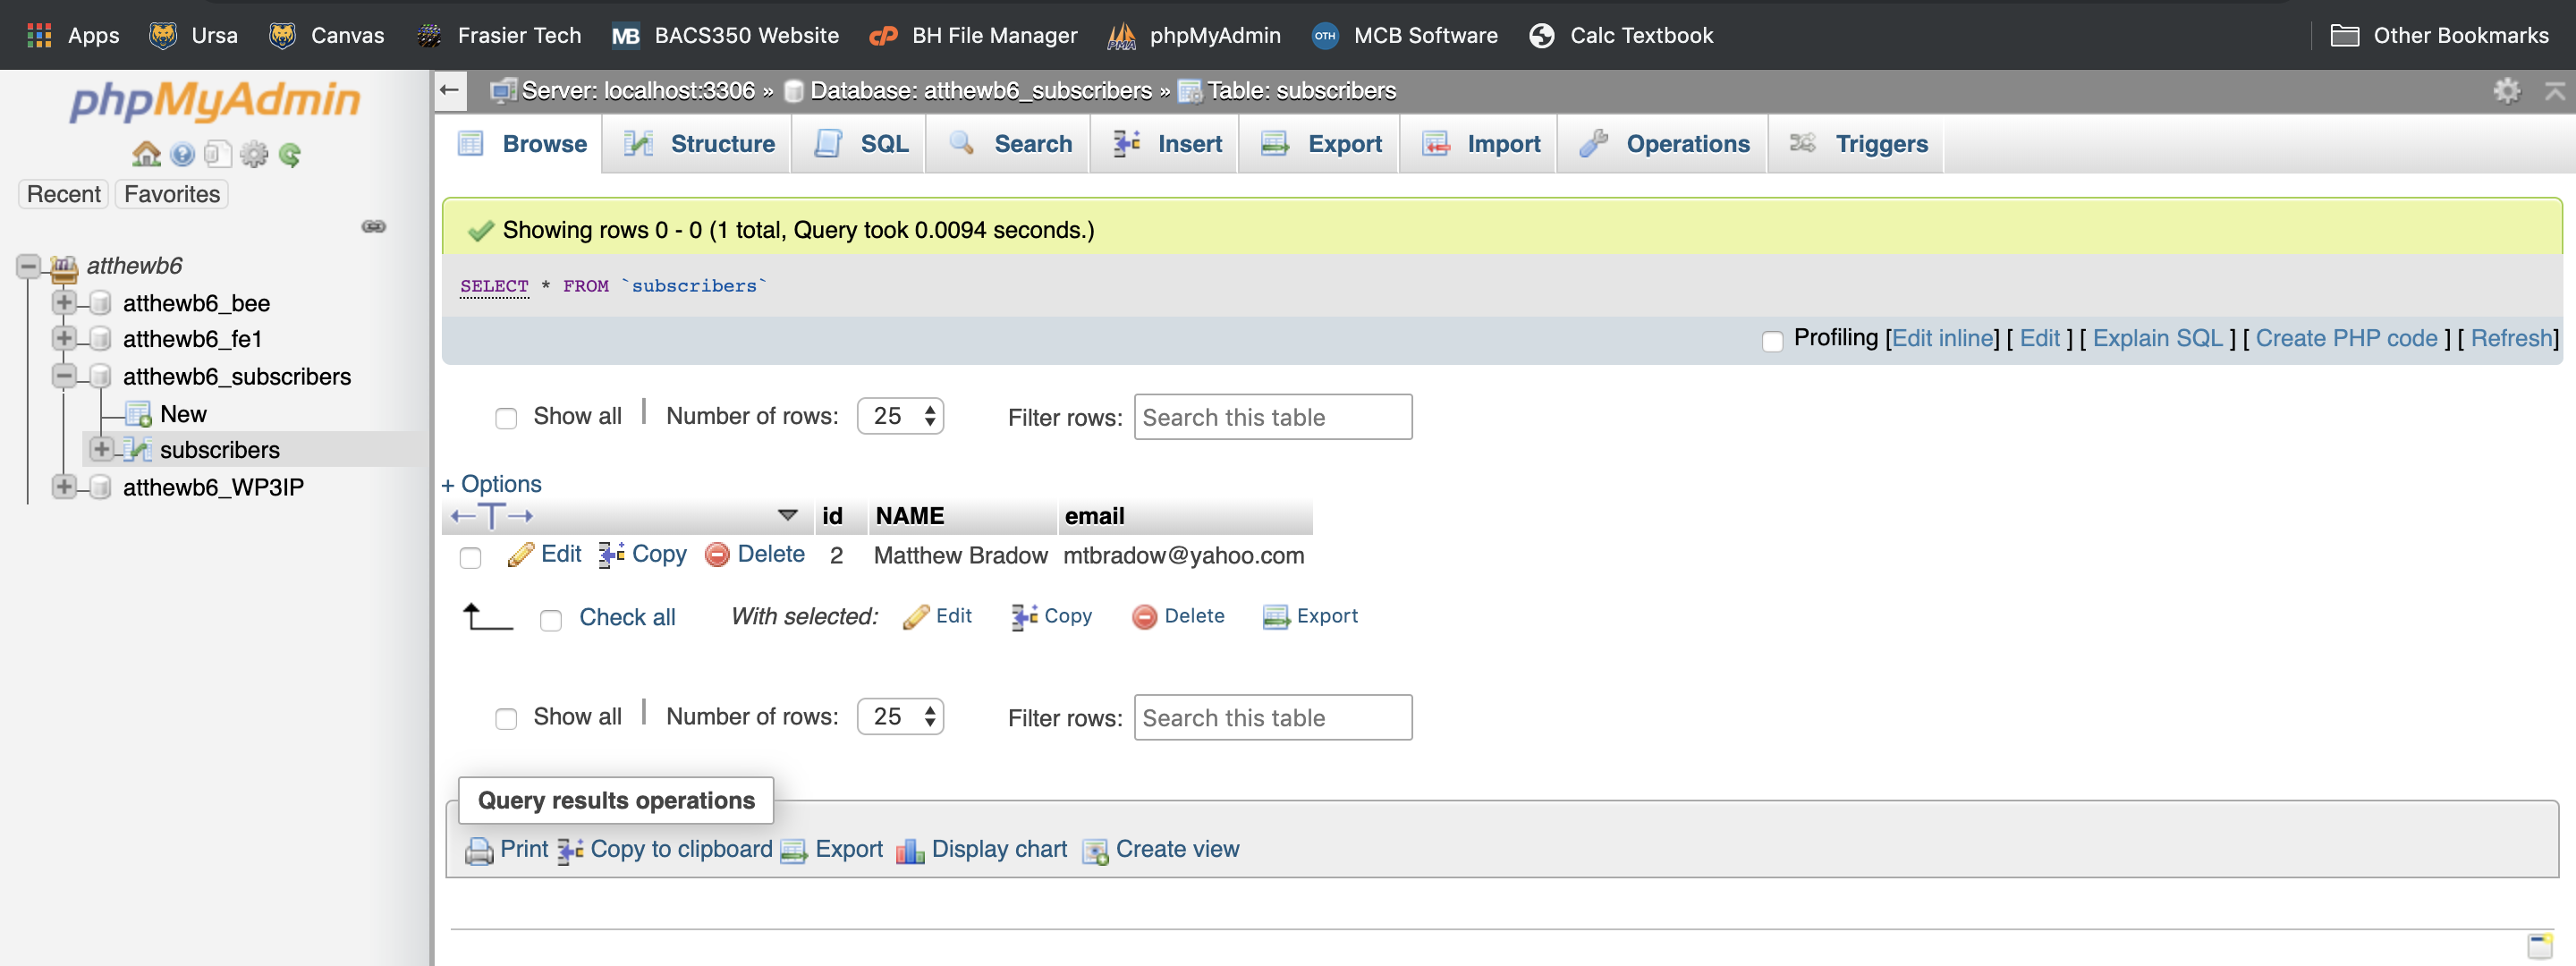 Apps Ursa Canvas Frasier Tech MB BACS350 Website cP BH File Manager PMA phpMyAdmin OTH MCB Software Calc Textbook Other Bookmarks
phpMyAdmin
Recent Favorites
atthewb6
atthewb6_bee
atthewb6_fe1
atthewb6_subscribers
New
subscribers
atthewb6_WP3IP
Server: localhost:3306 » Database: atthewb6_subscribers » Table: subscribers
Browse Structure SQL Search Insert Export Import Operations Triggers
Showing rows 0 - 0 (1 total, Query took 0.0094 seconds.)
SELECT * FROM `subscribers`
Profiling [Edit inline] [ Edit ] [ Explain SQL ] [ Create PHP code ] [ Refresh]
Show all | Number of rows: 25 Filter rows: Search this table
+ Options
←T→ id NAME email
Edit Copy Delete 2 Matthew Bradow mtbradow@yahoo.com
Check all With selected: Edit Copy Delete Export
Show all | Number of rows: 25 Filter rows: Search this table
Query results operations
Print Copy to clipboard Export Display chart Create view